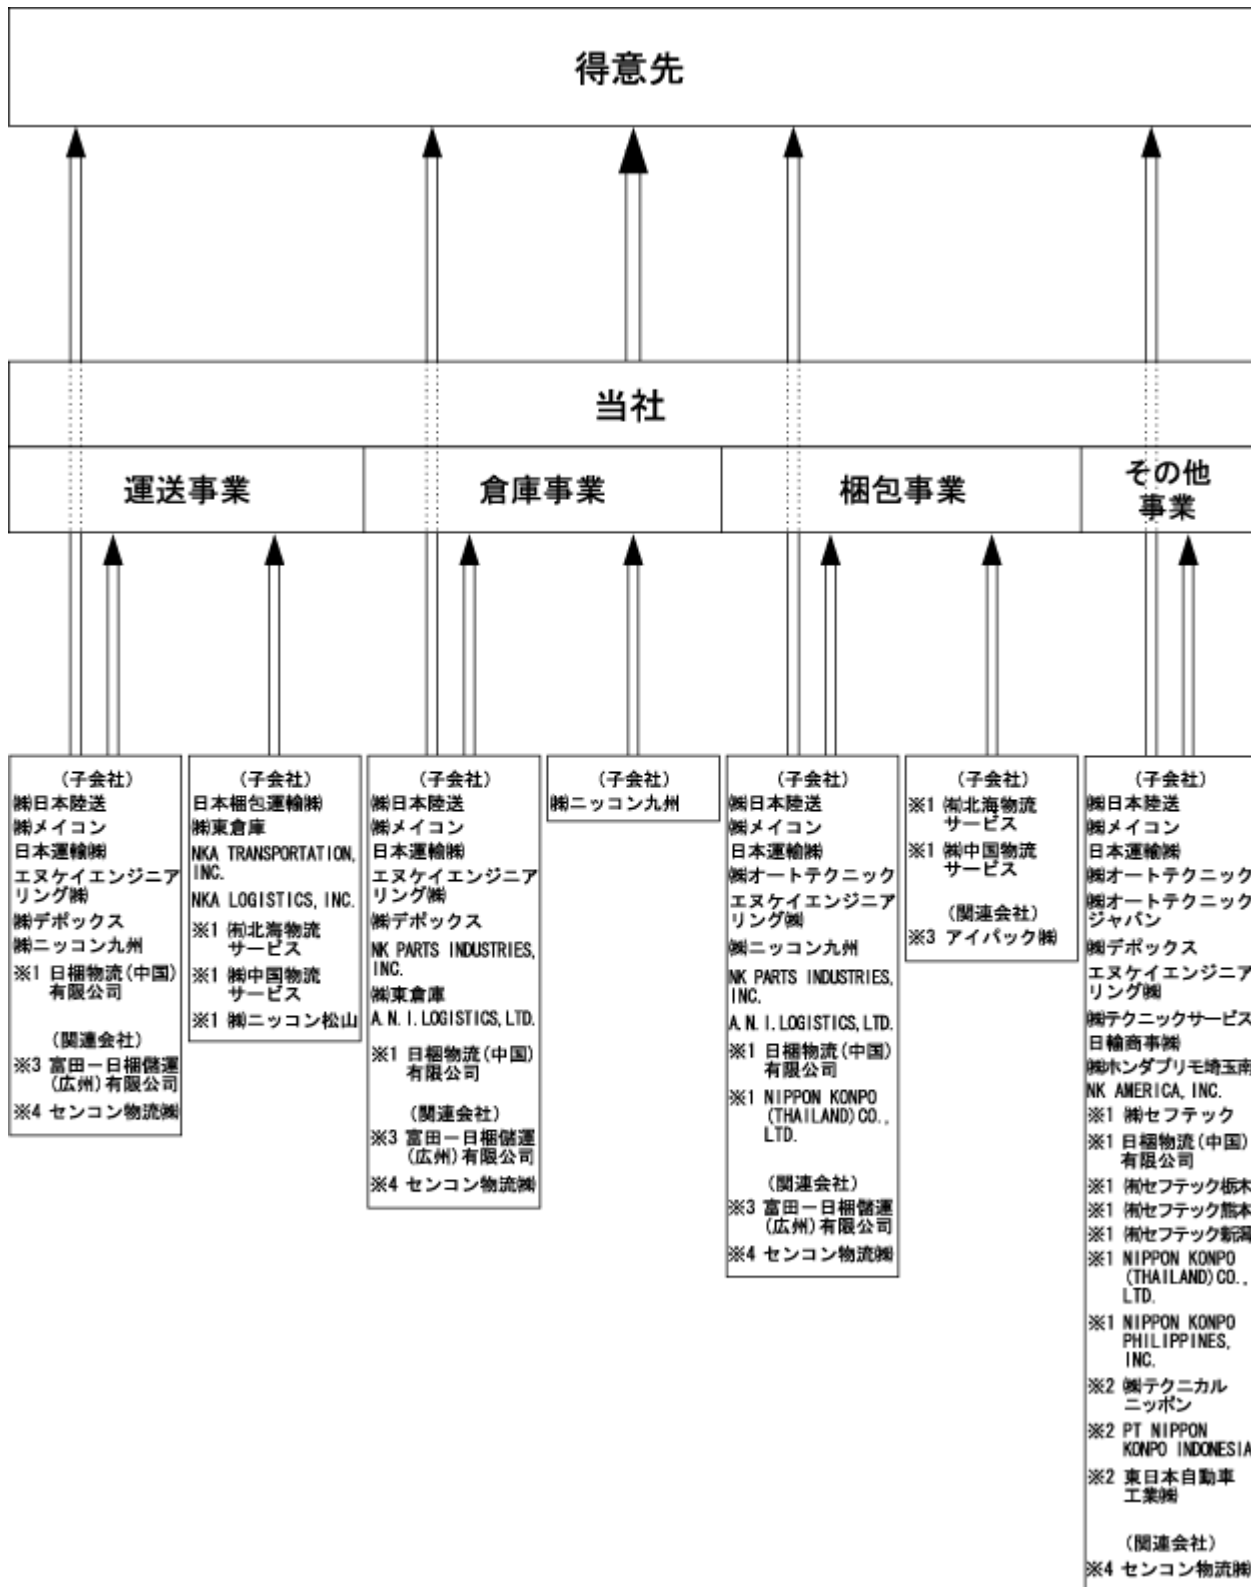 得意先
当社
運送事業
倉庫事業
梱包事業
その他
事業
(子会社)
㈱日本陸送
㈱メイコン
日本運輸㈱
エヌケイエンジニア
リング㈱
㈱デポックス
㈱ニッコン九州
※1 日梱物流(中国)
有限公司
(関連会社)
※3 富田－日梱儲運
(広州)有限公司
※4 センコン物流㈱
(子会社)
日本梱包運輸㈱
㈱東倉庫
NKA TRANSPORTATION,
INC.
NKA LOGISTICS, INC.
※1 ㈲北海物流
サービス
※1 ㈱中国物流
サービス
※1 ㈱ニッコン松山
(子会社)
㈱日本陸送
㈱メイコン
日本運輸㈱
エヌケイエンジニア
リング㈱
㈱デポックス
NK PARTS INDUSTRIES,
INC.
㈱東倉庫
A.N.I.LOGISTICS,LTD.
※1 日梱物流(中国)
有限公司
(関連会社)
※3 富田－日梱儲運
(広州)有限公司
※4 センコン物流㈱
(子会社)
㈱ニッコン九州
(子会社)
㈱日本陸送
㈱メイコン
日本運輸㈱
㈱オートテクニック
エヌケイエンジニア
リング㈱
㈱ニッコン九州
NK PARTS INDUSTRIES,
INC.
A.N.I.LOGISTICS,LTD.
※1 日梱物流(中国)
有限公司
※1 NIPPON KONPO
(THAILAND)CO.,
LTD.
(関連会社)
※3 富田－日梱儲運
(広州)有限公司
※4 センコン物流㈱
(子会社)
※1 ㈲北海物流
サービス
※1 ㈱中国物流
サービス
(関連会社)
※3 アイパック㈱
(子会社)
㈱日本陸送
㈱メイコン
日本運輸㈱
㈱オートテクニック
㈱オートテクニック
ジャパン
㈱デポックス
エヌケイエンジニア
リング㈱
㈱テクニックサービス
日輸商事㈱
㈱ホンダプリモ埼玉南
NK AMERICA, INC.
※1 ㈱セフテック
※1 日梱物流(中国)
有限公司
※1 ㈲セフテック栃木
※1 ㈲セフテック熊本
※1 ㈲セフテック新潟
※1 NIPPON KONPO
(THAILAND)CO.,
LTD.
※1 NIPPON KONPO
PHILIPPINES,
INC.
※2 ㈱テクニカル
ニッポン
※2 PT NIPPON
KONPO INDONESIA
※2 東日本自動車
工業㈱
(関連会社)
※4 センコン物流㈱